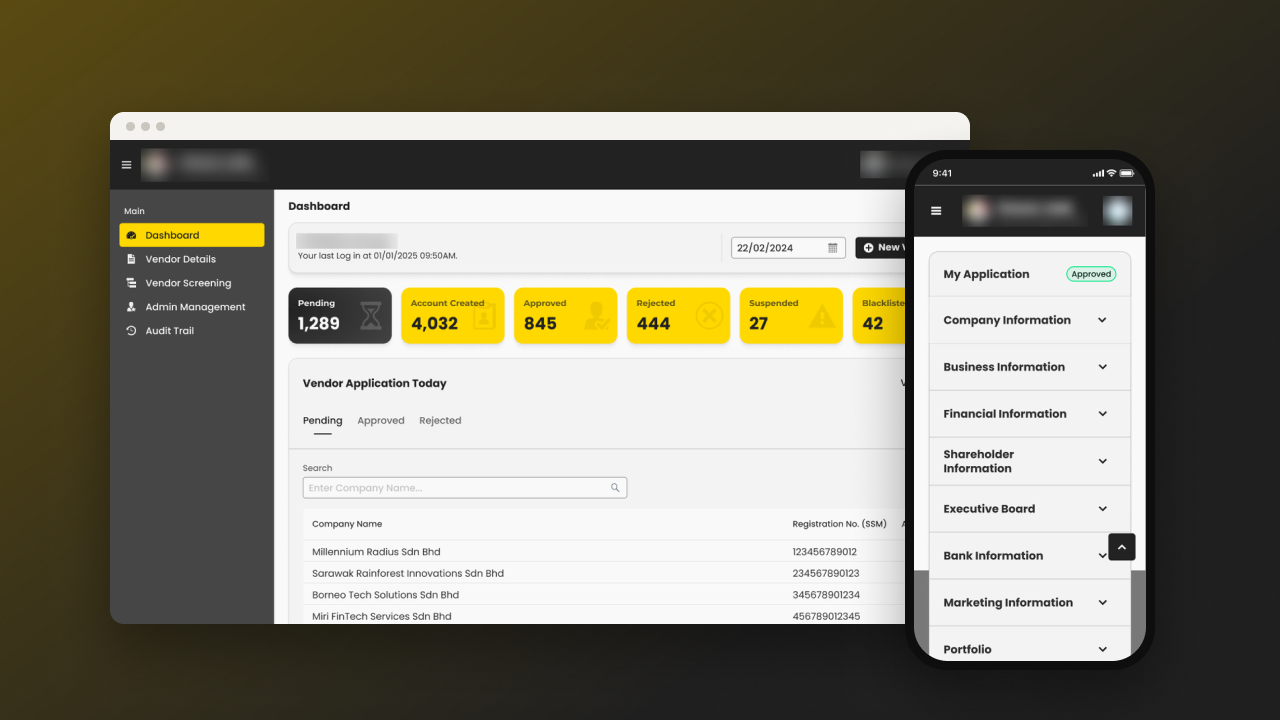 Main
Dashboard
Vendor Details
Vendor Screening
Admin Management
Audit Trail
Dashboard
Your last Log in at 01/01/2025 09:50AM.
22/02/2024
New
Pending
1,289
Account Created
4,032
Approved
845
Rejected
444
Suspended
27
42
Vendor Application Today
Pending Approved Rejected
Search
Enter Company Name...
Company Name Registration No. (SSM)
Millennium Radius Sdn Bhd 123456789012
Sarawak Rainforest Innovations Sdn Bhd 234567890123
Borneo Tech Solutions Sdn Bhd 345678901234
Miri FinTech Services Sdn Bhd 456789012345
9:41
My Application Approved
Company Information
Business Information
Financial Information
Shareholder
Information
Executive Board
Bank Information
Marketing Information
Portfolio